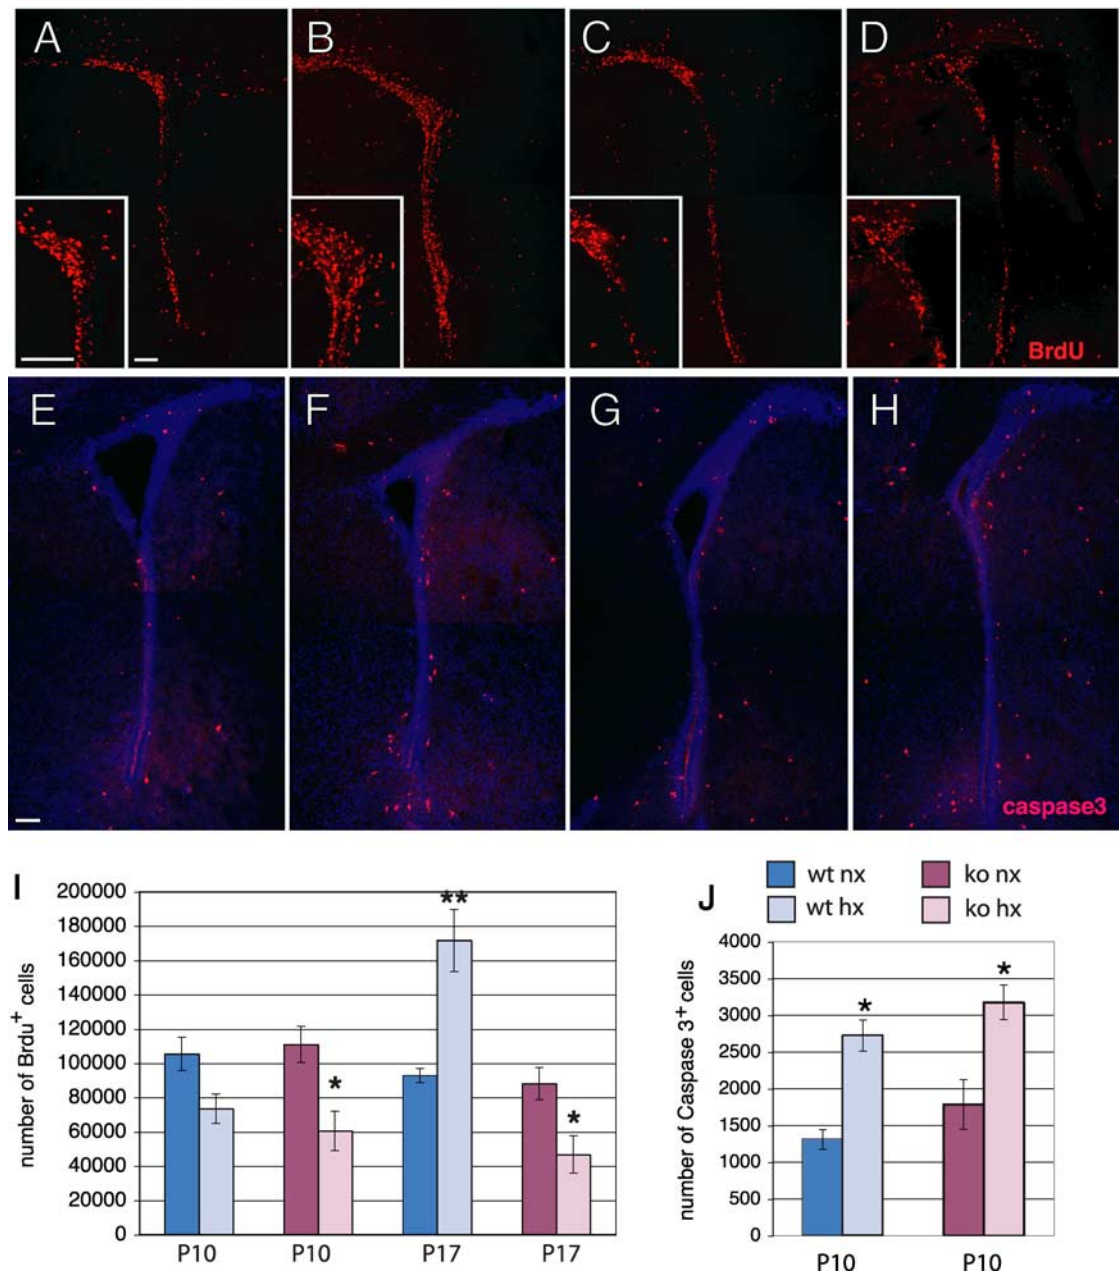 A B C D
BrdU
E F G H
caspase3
I
number of Brdu+ cells
200000
180000
160000
140000
120000
100000
80000
60000
40000
20000
0
*
**
*
P10 P10 P17 P17
wt nx ko nx
wt hx ko hx
J
number of Caspase 3+ cells
4000
3500
3000
2500
2000
1500
1000
500
0
*
*
P10 P10